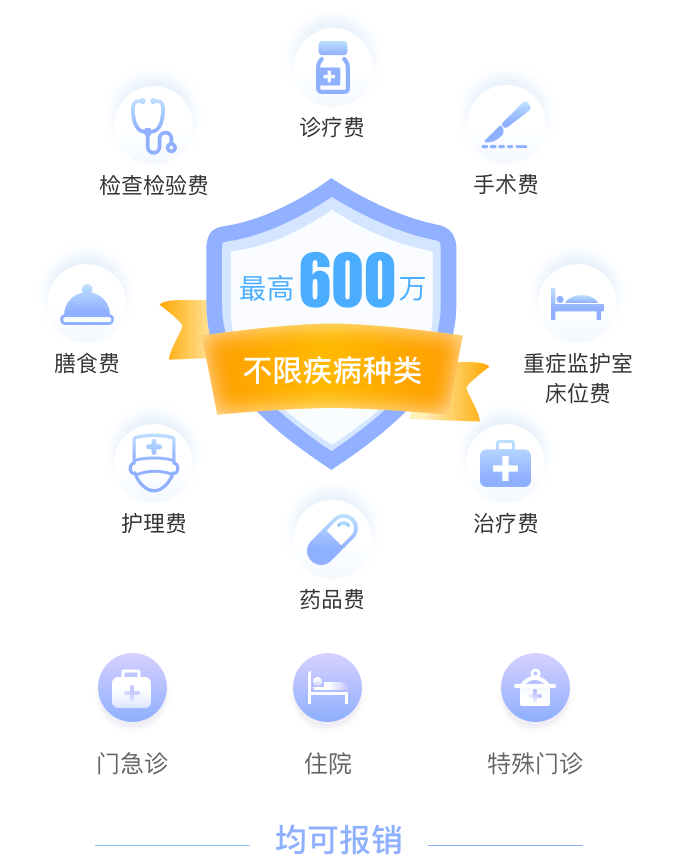 诊疗费
检查检验费
手术费
最高600万
不限疾病种类
膳食费
重症监护室
床位费
护理费
治疗费
药品费
门急诊
住院
特殊门诊
均可报销